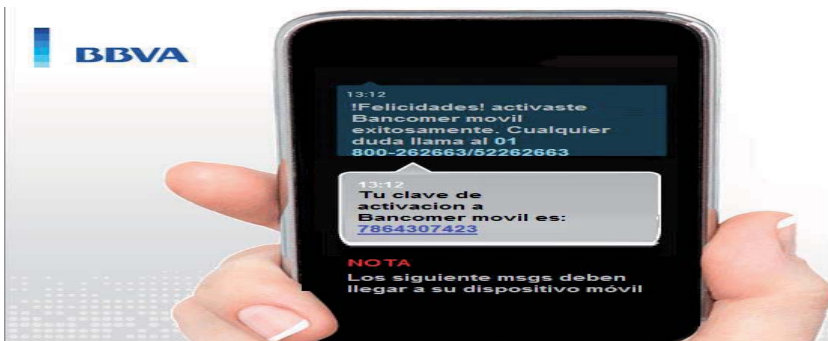 BBVA
13:12
!Felicidades! activaste
Bancomer movil
exitosamente. Cualquier
duda llama al 01
800-262663/52262663
13:12
Tu clave de
activacion a
Bancomer movil es:
7864307423
NOTA
Los siguiente msgs deben
llegar a su dispositivo móvil